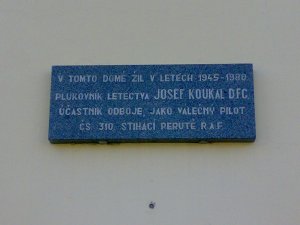 V TOMTO DOMĚ ŽIL V LETECH 1945-1980
PLUKOVNÍK LETECTVA JOSEF KOUKAL D.F.C.
ÚČASTNÍK ODBOJE, JAKO VÁLEČNÝ PILOT
ČS. 310. STÍHACÍ PERUTĚ R.A.F.